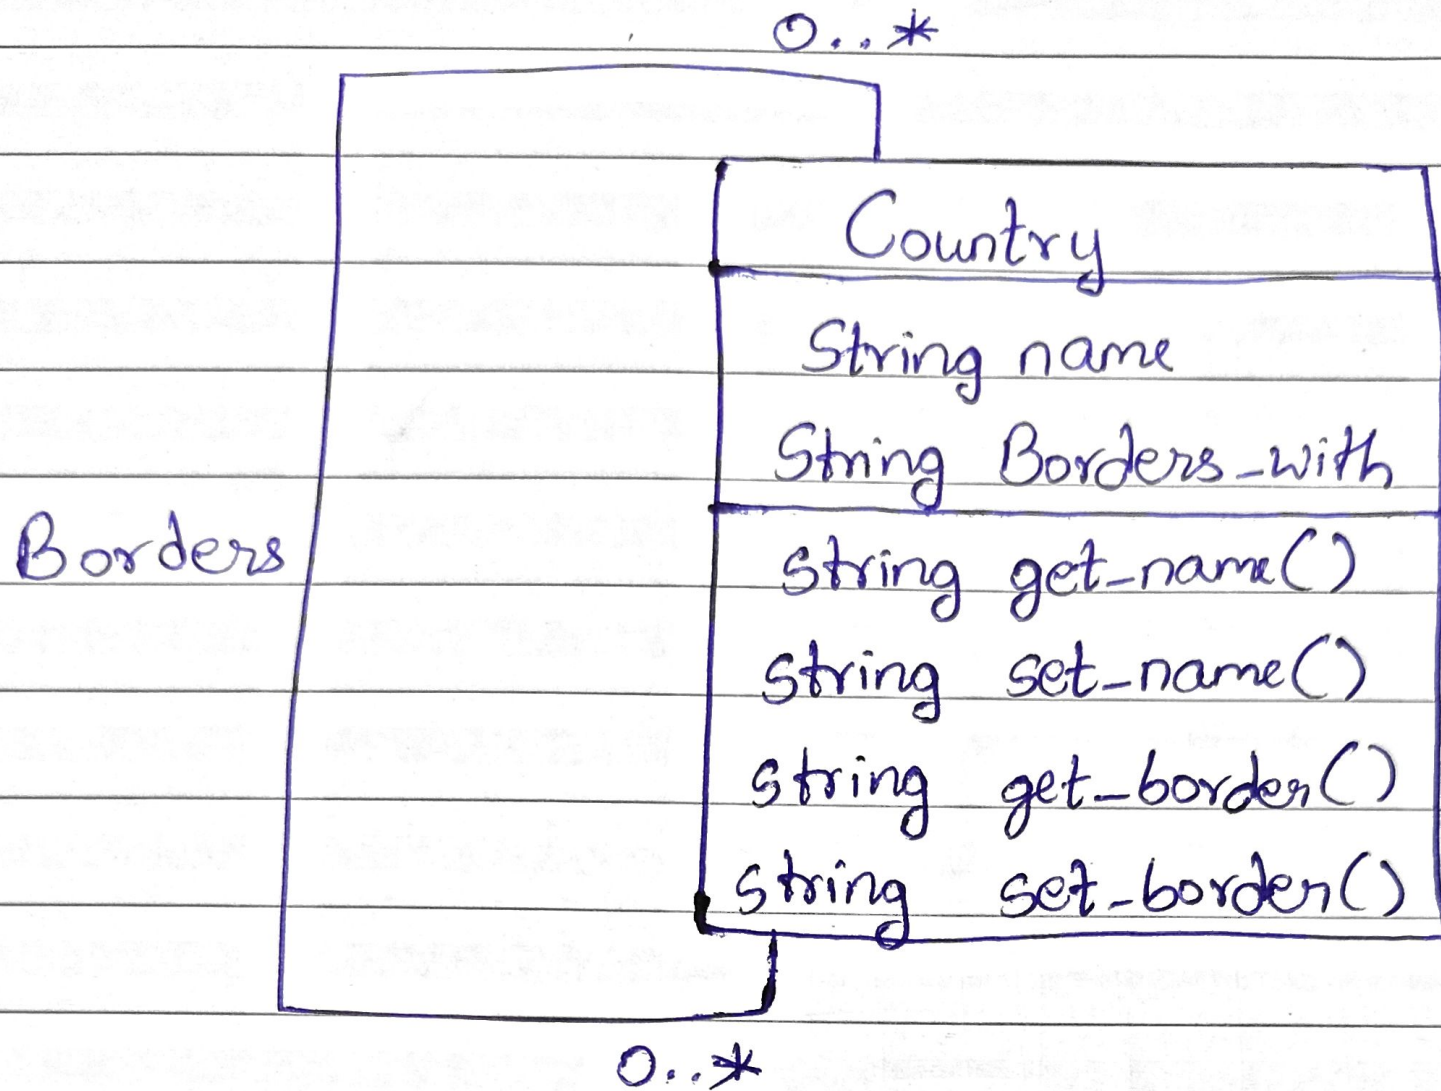 0..*
Country
String name
String Borders_with
Borders
string get_name()
string set_name()
string get_border()
string set_border()
0..*